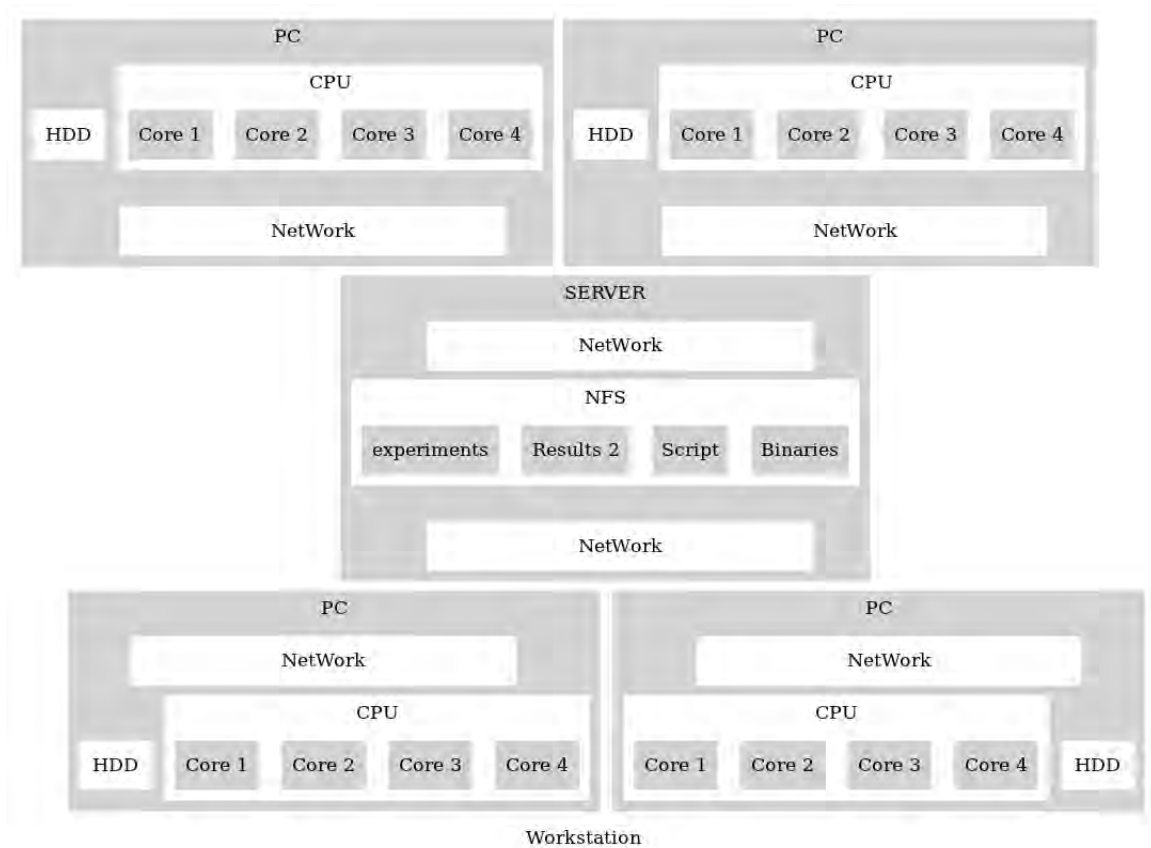 PC PC
CPU CPU
HDD Core 1 Core 2 Core 3 Core 4 HDD Core 1 Core 2 Core 3 Core 4
NetWork NetWork
SERVER
NetWork
NFS
experiments Results 2 Script Binaries
NetWork
PC PC
NetWork NetWork
CPU CPU
HDD Core 1 Core 2 Core 3 Core 4 Core 1 Core 2 Core 3 Core 4 HDD
Workstation